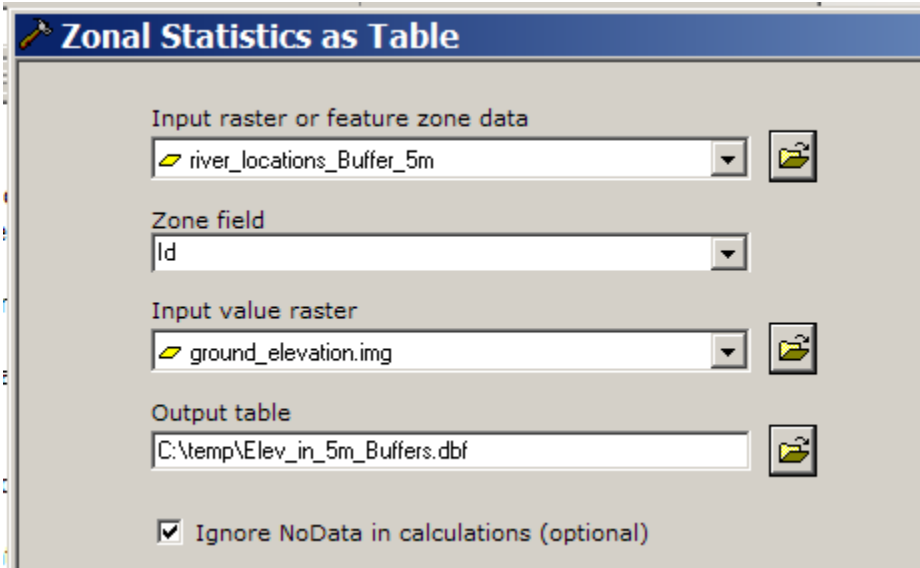 Zonal Statistics as Table
Input raster or feature zone data
river_locations_Buffer_5m
Zone field
Id
Input value raster
ground_elevation.img
Output table
C:\temp\Elev_in_5m_Buffers.dbf
Ignore NoData in calculations (optional)